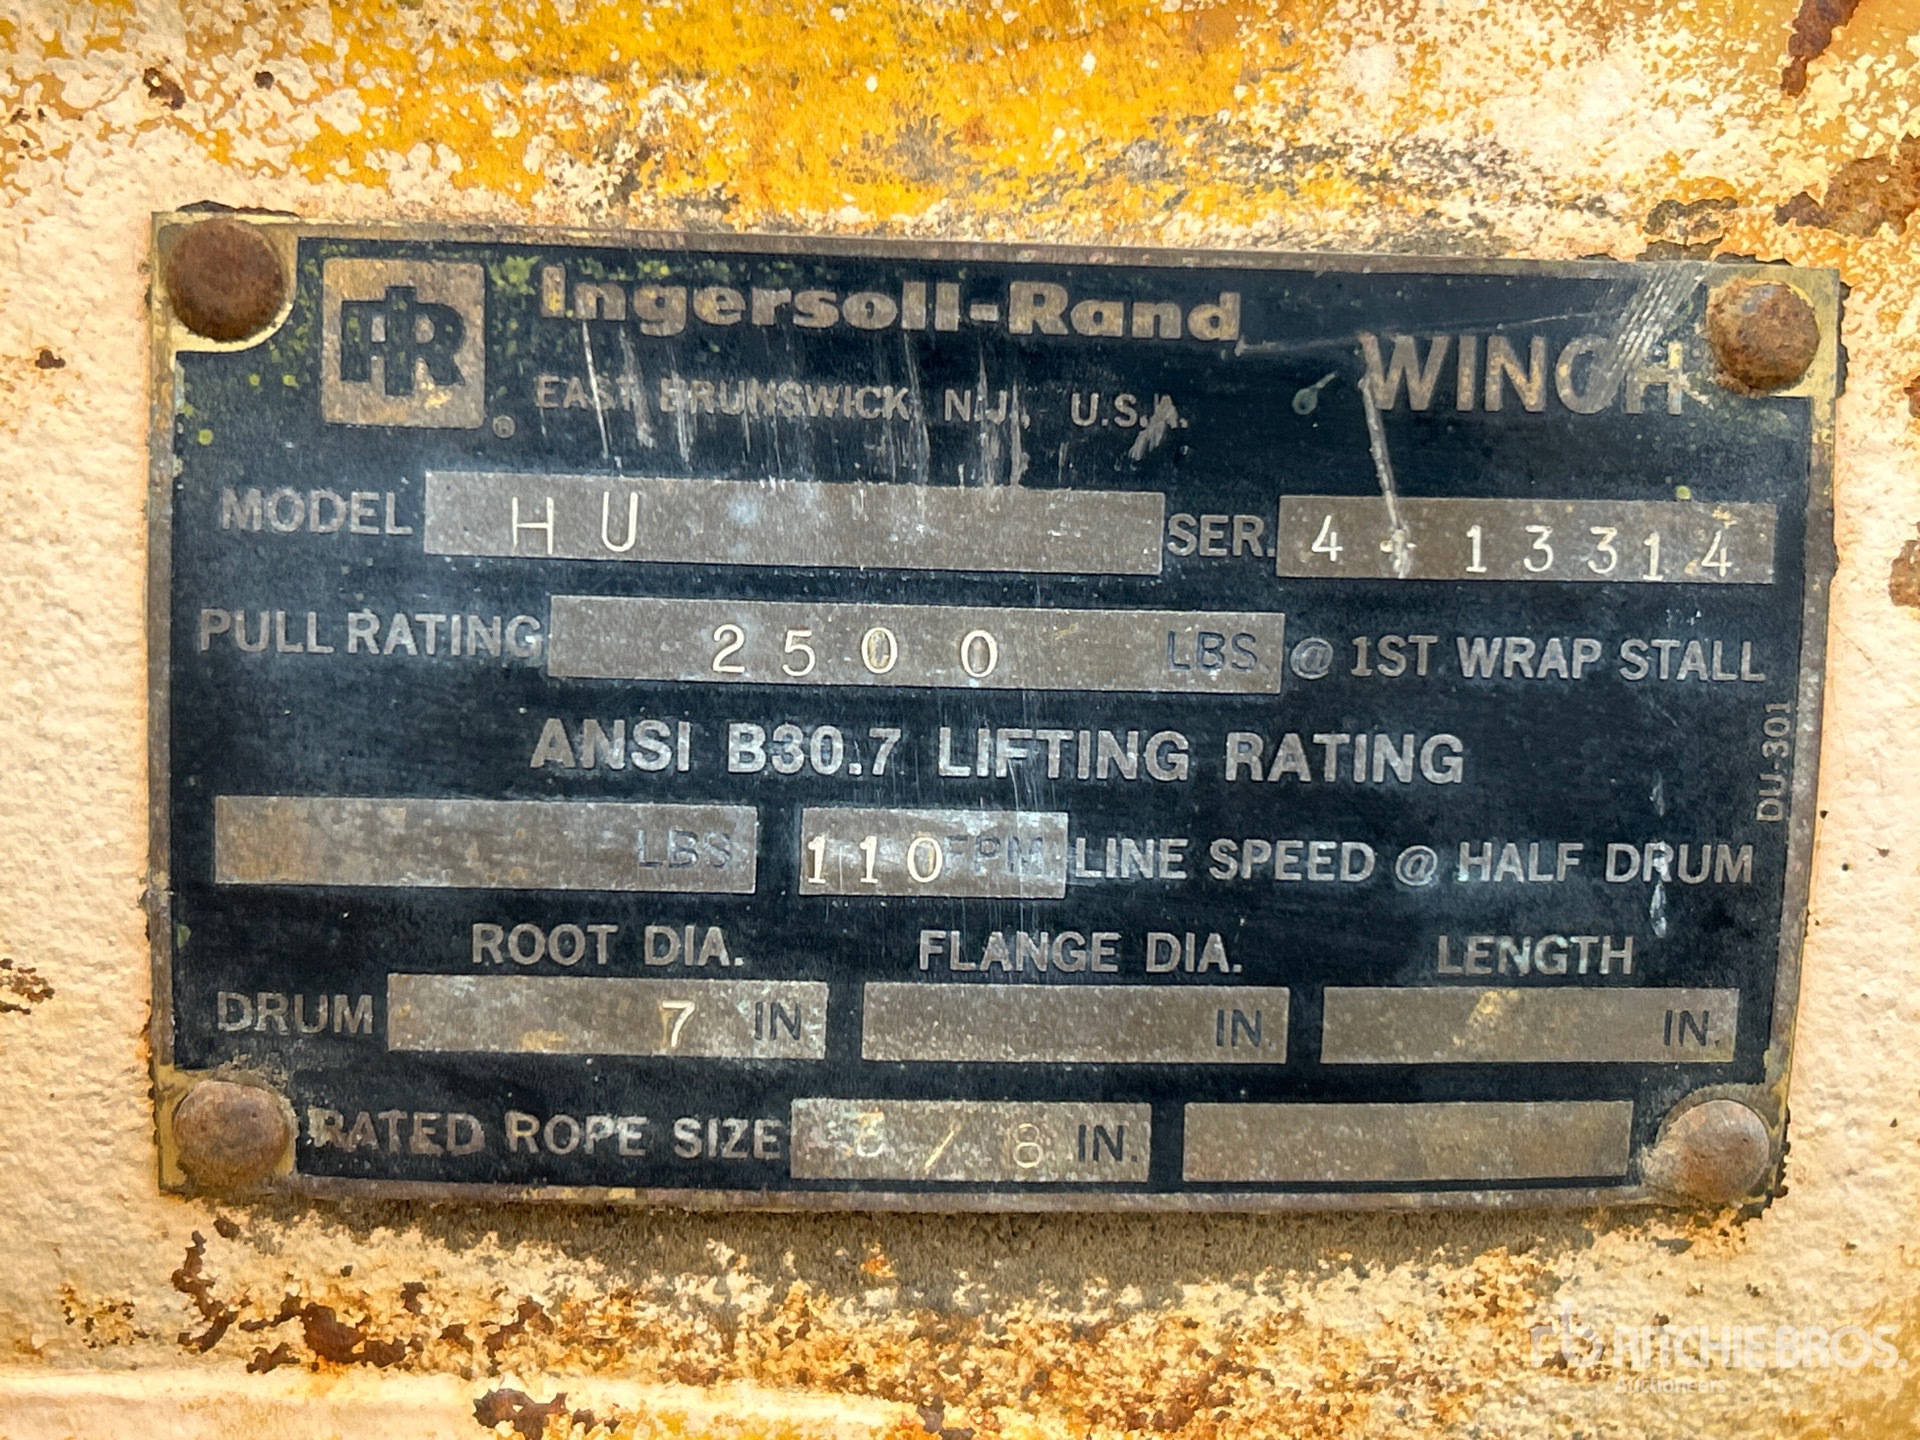 IR ® Ingersoll-Rand
EAST BRUNSWICK, N.J., U.S.A. WINCH
MODEL HU SER. 4-13314
PULL RATING 2500 LBS. @ 1ST WRAP STALL
ANSI B30.7 LIFTING RATING
DU-301
LBS. 110 FPM LINE SPEED @ HALF DRUM
ROOT DIA. FLANGE DIA. LENGTH
DRUM 7 IN. IN. IN.
RATED ROPE SIZE 3/8 IN.
rb RITCHIE BROS.
Auctioneers